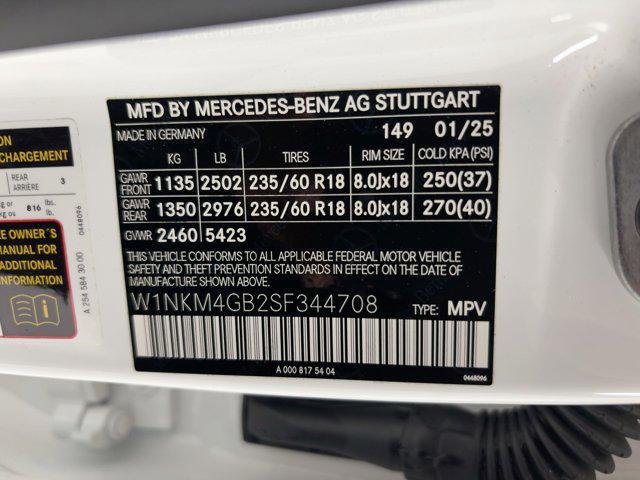 MFD BY MERCEDES-BENZ AG STUTTGART
MADE IN GERMANY 149 01/25
KG LB TIRES RIM SIZE COLD KPA (PSI)
GAWR FRONT 1135 2502 235/60 R18 8.0Jx18 250(37)
GAWR REAR 1350 2976 235/60 R18 8.0Jx18 270(40)
GVWR 2460 5423
THIS VEHICLE CONFORMS TO ALL APPLICABLE FEDERAL MOTOR VEHICLE
SAFETY AND THEFT PREVENTION STANDARDS IN EFFECT ON THE DATE OF
MANUFACTURE SHOWN ABOVE.
W1NKM4GB2SF344708 TYPE: MPV
A 000 817 54 04
0448096
CHARGEMENT
REAR
ARRIÈRE 3
kg ou 816 lbs.
lb.
OWNER´S
MANUAL FOR
ADDITIONAL
A 254 584 30 00
0448096